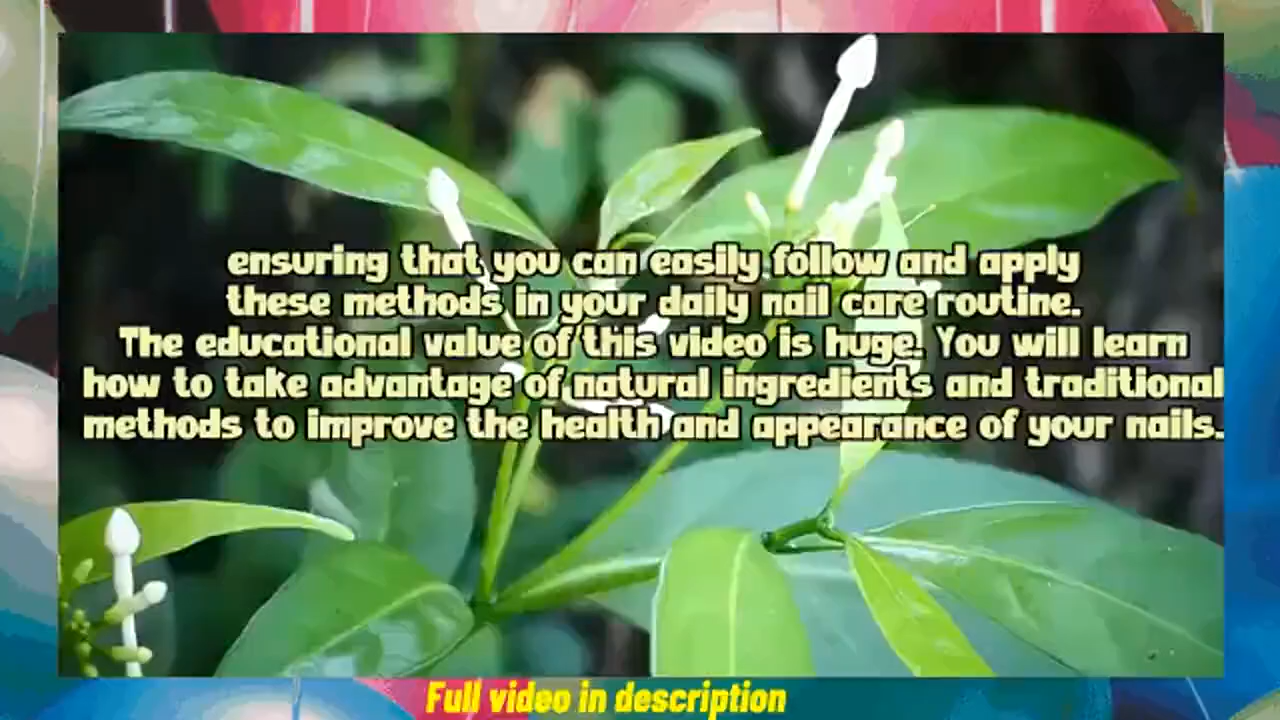 ensuring that you can easily follow and apply
these methods in your daily nail care routine.
The educational value of this video is huge. You will learn
how to take advantage of natural ingredients and traditional
methods to improve the health and appearance of your nails.
Full video in description